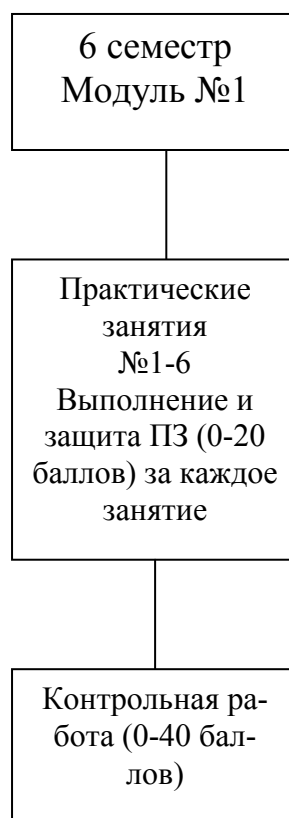 6 семестр
Модуль №1
Практические
занятия
№1-6
Выполнение и
защита ПЗ (0-20
баллов) за каждое
занятие
Контрольная ра-
бота (0-40 бал-
лов)